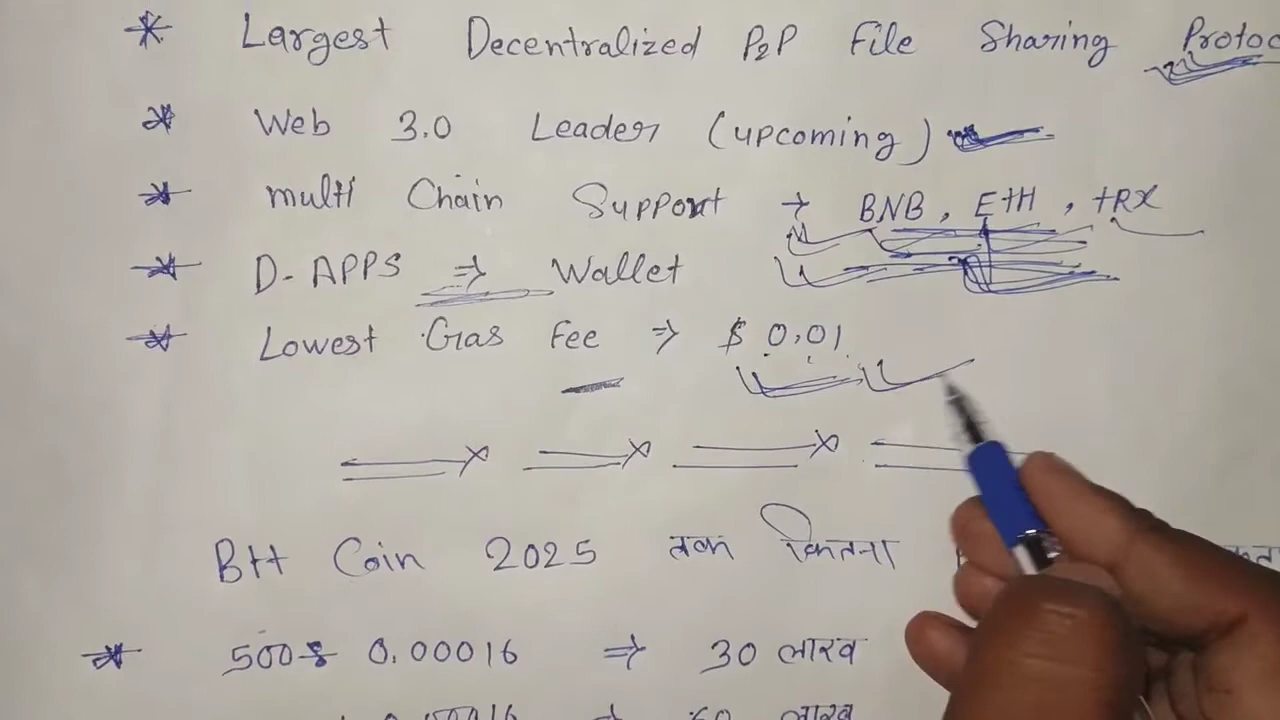 * Largest Decentralized P2P File Sharing Protoc
* Web 3.0 Leader (upcoming)
* multi Chain Support → BNB, EtH, tRX
* D-APPS ⇒ Wallet
* Lowest Gas Fee ⇒ $ 0.01
Btt Coin 2025 तक कितना
* 500$ 0.00016 ⇒ 30 लाख
⇒ 60 लाख